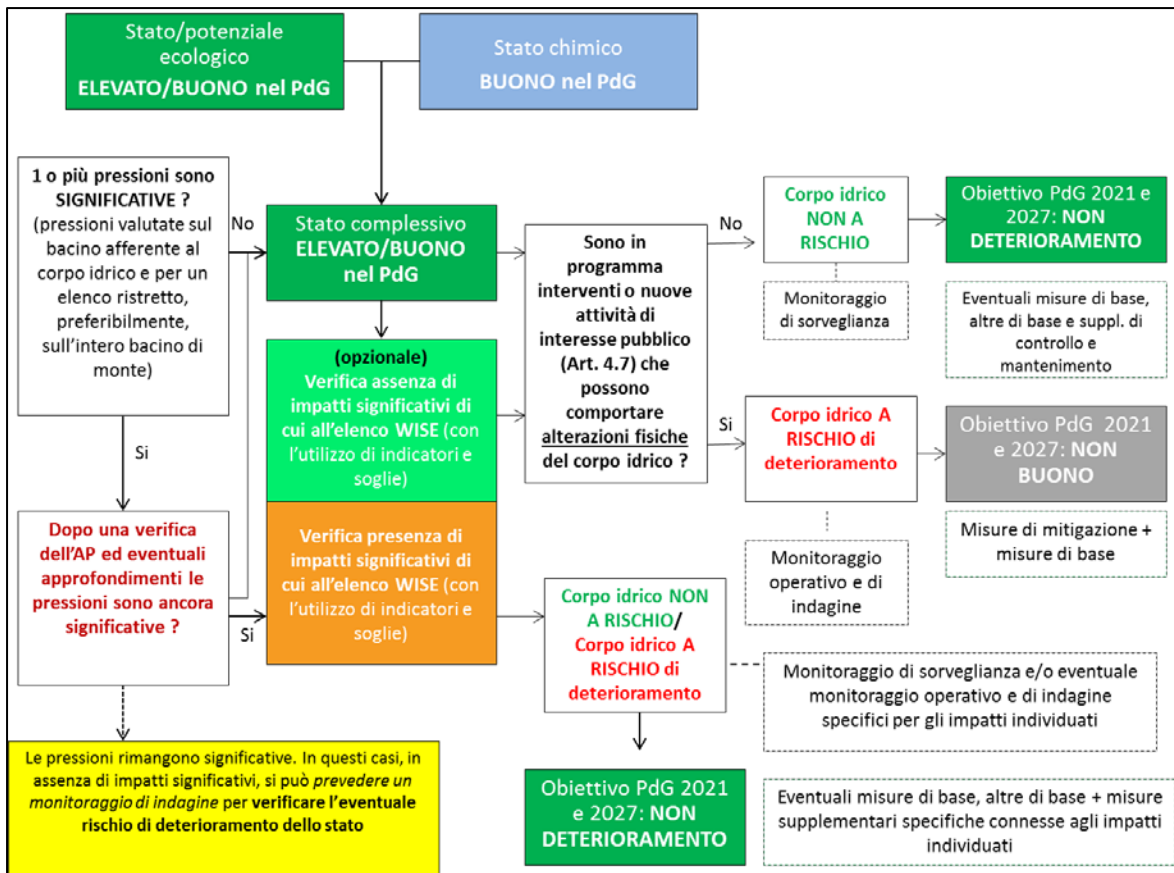 Stato/potenziale
ecologico
ELEVATO/BUONO nel PdG
Stato chimico
BUONO nel PdG
1 o più pressioni sono
SIGNIFICATIVE ?
(pressioni valutate sul
bacino afferente al
corpo idrico e per un
elenco ristretto,
preferibilmente,
sull'intero bacino di
monte)
No
Si
Stato complessivo
ELEVATO/BUONO
nel PdG
(opzionale)
Verifica assenza di
impatti significativi di
cui all'elenco WISE (con
l'utilizzo di indicatori e
soglie)
Verifica presenza di
impatti significativi di
cui all'elenco WISE (con
l'utilizzo di indicatori e
soglie)
Sono in
programma
interventi o nuove
attività di
interesse pubblico
(Art. 4.7) che
possono
comportare
alterazioni fisiche
del corpo idrico ?
No
Corpo idrico
NON A
RISCHIO
Obiettivo PdG 2021 e
2027: NON
DETERIORAMENTO
Monitoraggio
di sorveglianza
Eventuali misure di base,
altre di base e suppl. di
controllo e
mantenimento
Si
Corpo idrico A
RISCHIO di
deterioramento
Obiettivo PdG 2021
e 2027: NON
BUONO
Monitoraggio
operativo e di
indagine
Misure di mitigazione +
misure di base
Dopo una verifica
dell'AP ed eventuali
approfondimenti le
pressioni sono ancora
significative ?
Si
Corpo idrico NON
A RISCHIO/
Corpo idrico A
RISCHIO di
deterioramento
Monitoraggio di sorveglianza e/o eventuale
monitoraggio operativo e di indagine
specifici per gli impatti individuati
Le pressioni rimangono significative. In questi casi, in
assenza di impatti significativi, si può prevedere un
monitoraggio di indagine per verificare l'eventuale
rischio di deterioramento dello stato
Obiettivo PdG 2021
e 2027: NON
DETERIORAMENTO
Eventuali misure di base, altre di base + misure
supplementari specifiche connesse agli impatti
individuati